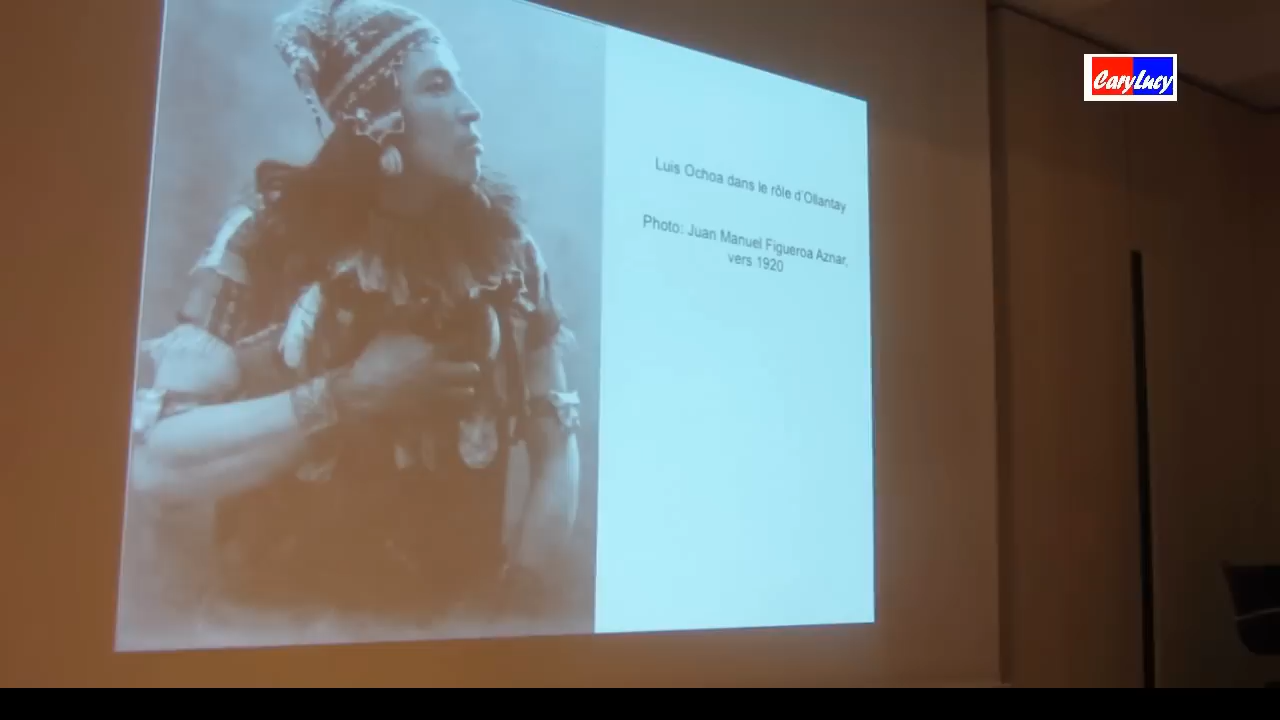 CaryLucy
Luis Ochoa dans le rôle d'Ollantay
Photo: Juan Manuel Figueroa Aznar,
vers 1920